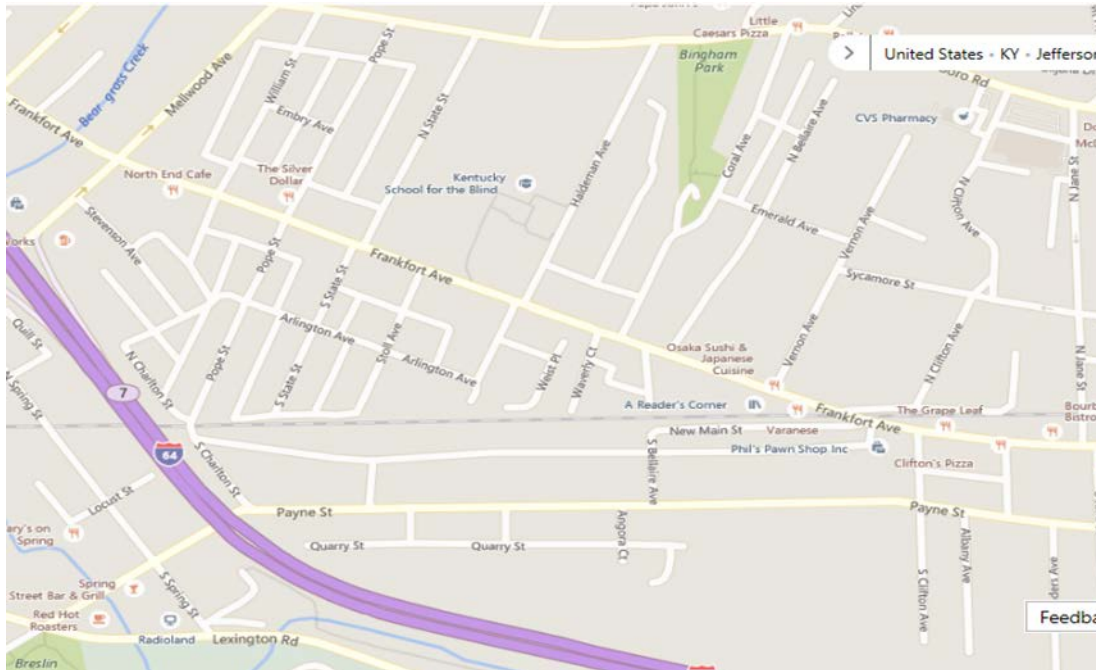 Little
Caesars Pizza
Bingham
Park
United States • KY • Jefferson
CVS Pharmacy
Bear grass Creek
Mellwood Ave
Frankfort Ave
William St
Pope St
N State St
Embry Ave
North End Cafe
The Silver
Dollar
Kentucky
School for the Blind
Haldeman Ave
Coral Ave
N Bellaire Ave
Emerald Ave
Vernon Ave
N Clifton Ave
N Jane St
Sycamore St
Stevenson Ave
Pope St
S State St
Frankfort Ave
Arlington Ave
Arlington Ave
Stoll Ave
Quill St
N Spring St
N Charlton St
Pope St
S State St
Weist Pl
Waverly Ct
Osaka Sushi &
Japanese
Cuisine
Vernon Ave
N Clifton Ave
N Jane St
7
64
A Reader's Corner
Varanese
Frankfort Ave
The Grape Leaf
New Main St
Phil's Pawn Shop Inc
Clifton's Pizza
S Bellaire Ave
S Charlton St
Locust St
Payne St
Payne St
Quarry St
Quarry St
Angora Ct
S Clifton Ave
Albany Ave
Spring
Spring
Street Bar & Grill
Red Hot
Roasters
Radioland
S Spring St
Lexington Rd
Breslin